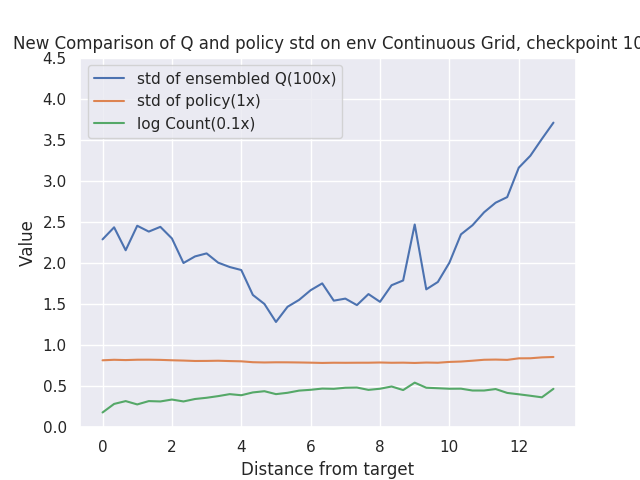 New Comparison of Q and policy std on env Continuous Grid, checkpoint 10
4.5
4.0
3.5
3.0
2.5
2.0
1.5
1.0
0.5
0.0
Value
std of ensembled Q(100x)
std of policy(1x)
log Count(0.1x)
0 2 4 6 8 10 12
Distance from target